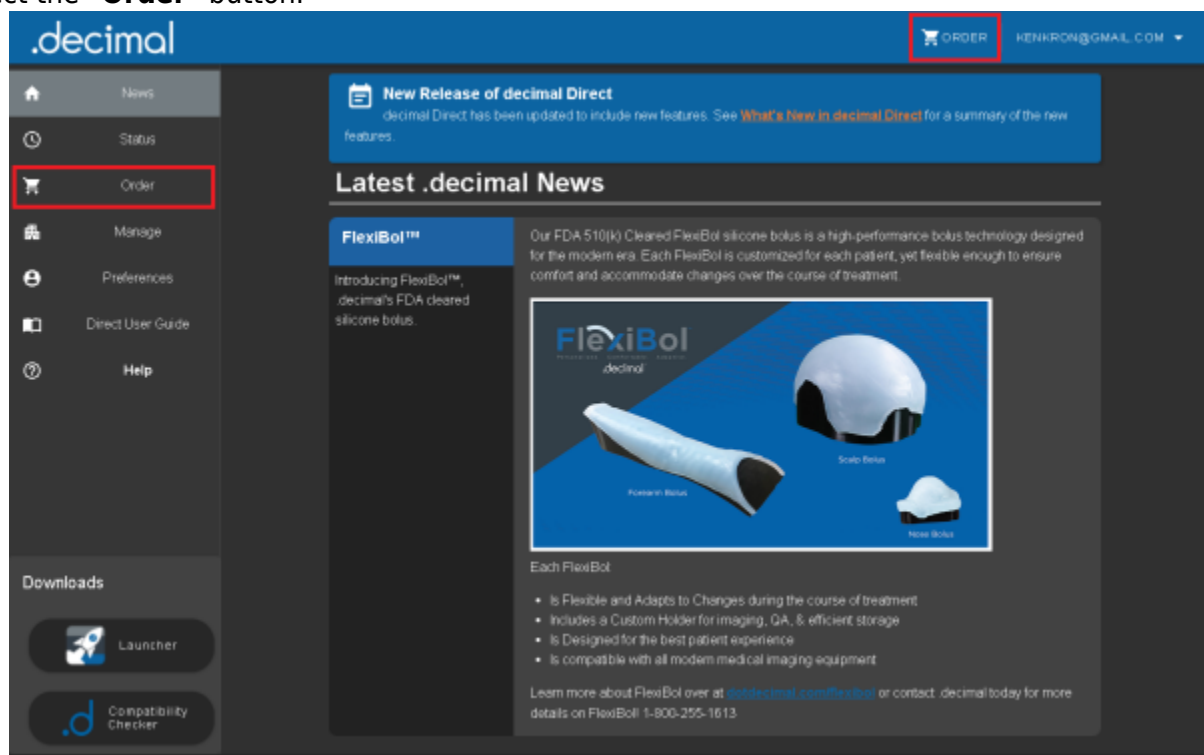 ct the "Order" button.
.decimal
ORDER
KENKRON@GMAIL.COM
News
Status
Order
Manage
Preferences
Direct User Guide
Help
Downloads
Launcher
Compatibility
Checker
New Release of decimal Direct
decimal Direct has been updated to include new features. See What's New in decimal Direct for a summary of the new
features.
Latest .decimal News
FlexiBol™
Introducing FlexiBol™,
.decimal's FDA cleared
silicone bolus.
Our FDA 510(k) Cleared FlexiBol silicone bolus is a high-performance bolus technology designed
for the modern era. Each FlexiBol is customized for each patient, yet flexible enough to ensure
comfort and accommodate changes over the course of treatment.
FlexiBol
.decimal
Scalp Bolus
Forearm Bolus
Nose Bolus
Each FlexiBol
• Is Flexible and Adapts to Changes during the course of treatment
• Includes a Custom Holder for imaging, QA, & efficient storage
• Is Designed for the best patient experience
• Is compatible with all modern medical imaging equipment
Learn more about FlexiBol over at dotdecimal.com/flexibol or contact .decimal today for more
details on FlexiBol! 1-800-255-1613
.d